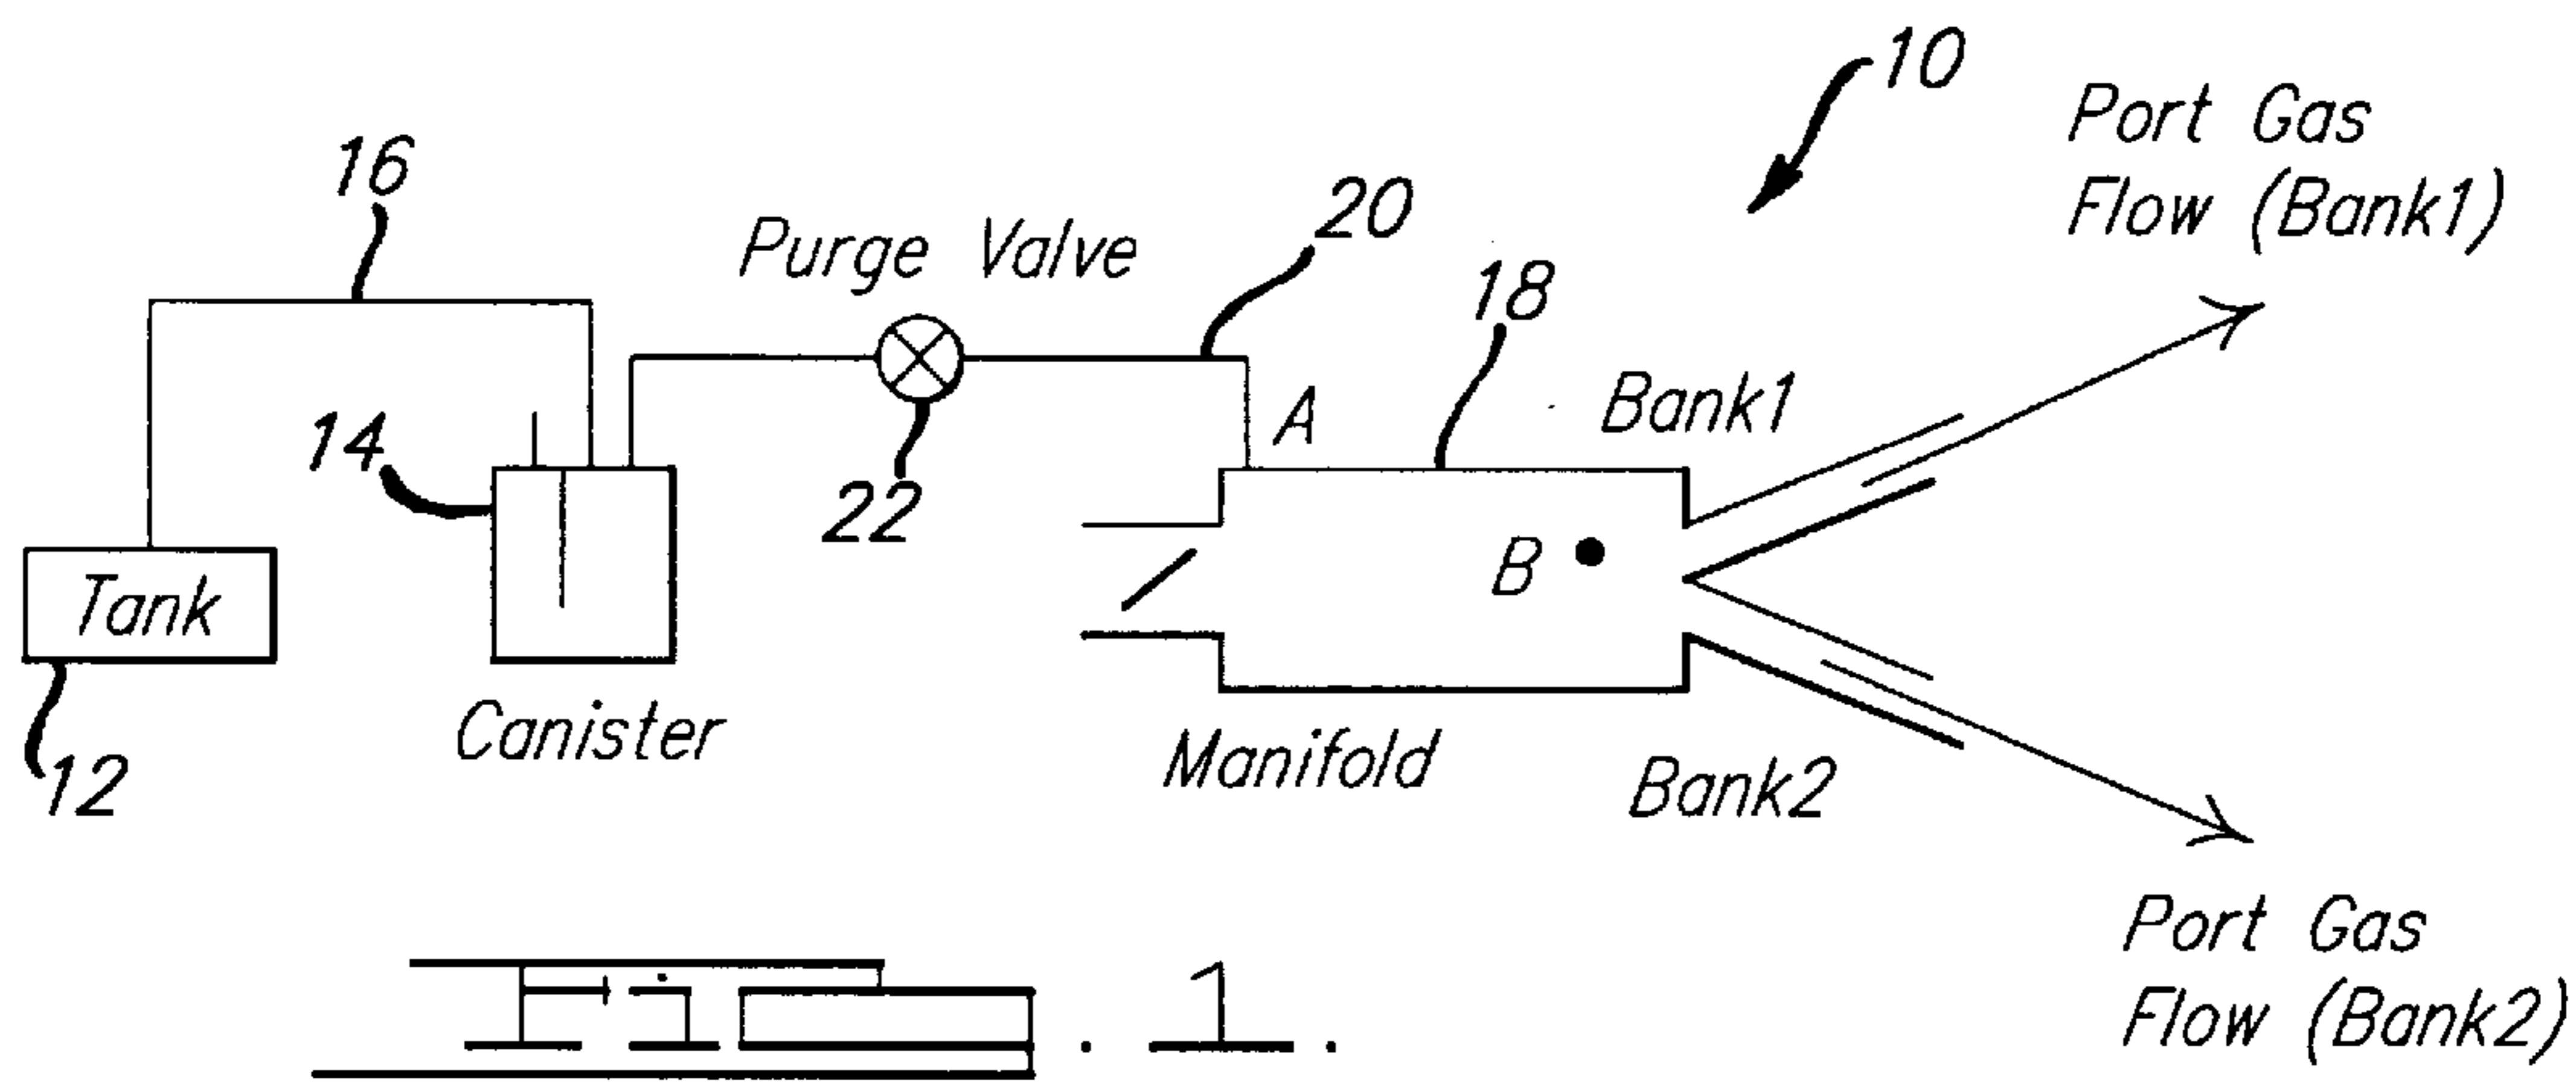 10
Port Gas
Flow (Bank1)
16
20
Purge Valve
18
A
Bank1
14
22
B
Tank
Canister
Manifold
Bank2
12
Port Gas
Flow (Bank2)
Fig. 1.